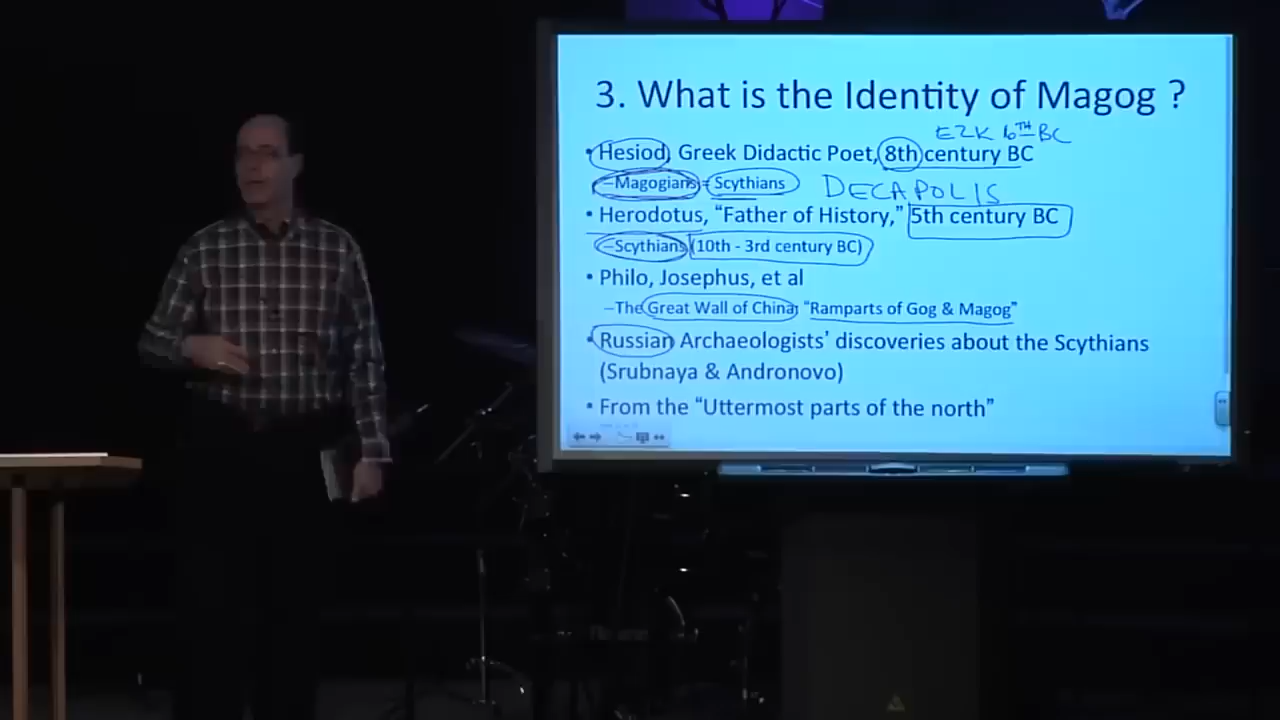 3. What is the Identity of Magog ?
EZK 6TH BC
• Hesiod, Greek Didactic Poet, 8th century BC
–Magogians = Scythians DECAPOLIS
• Herodotus, “Father of History,” 5th century BC
–Scythians (10th - 3rd century BC)
• Philo, Josephus, et al
–The Great Wall of China: “Ramparts of Gog & Magog”
• Russian Archaeologists’ discoveries about the Scythians
(Srubnaya & Andronovo)
• From the “Uttermost parts of the north”